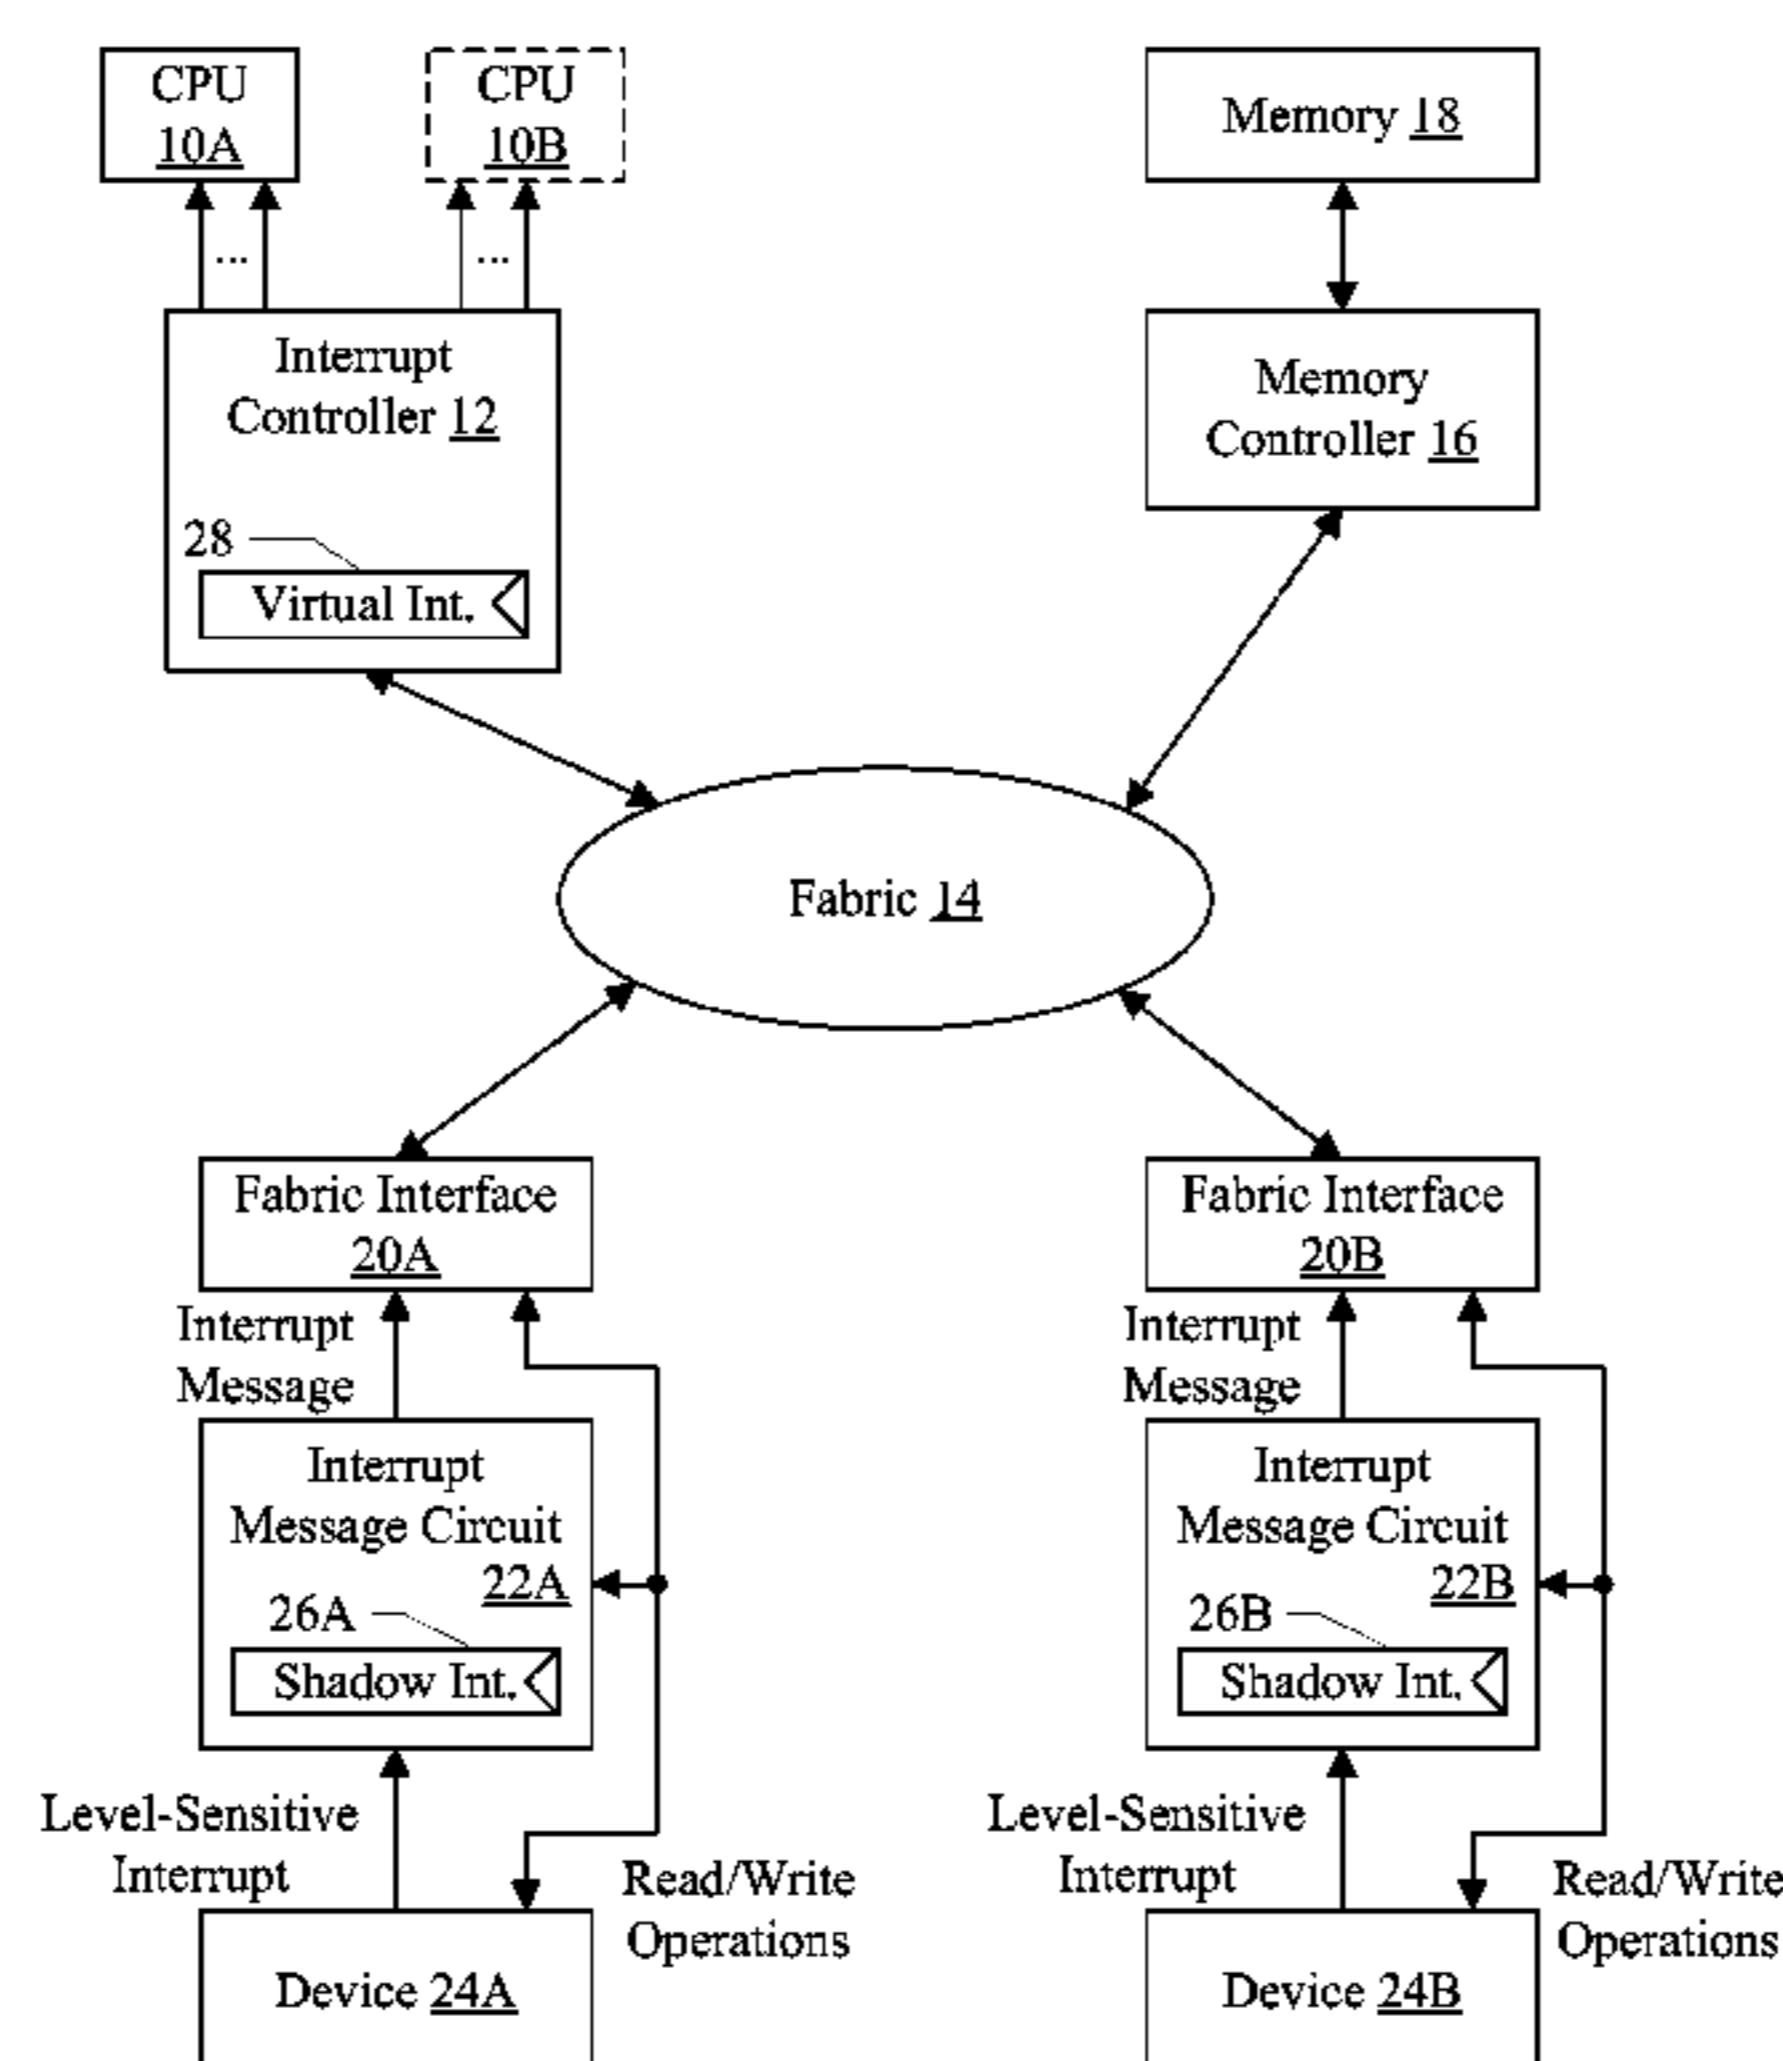 CPU
10A
CPU
10B
Memory 18
...
...
Interrupt
Controller 12
Memory
Controller 16
28
Virtual Int.
Fabric 14
Fabric Interface
20A
Fabric Interface
20B
Interrupt
Message
Interrupt
Message
Interrupt
Message Circuit
22A
26A
Shadow Int.
Interrupt
Message Circuit
22B
26B
Shadow Int.
Level-Sensitive
Interrupt
Read/Write
Operations
Level-Sensitive
Interrupt
Read/Write
Operations
Device 24A
Device 24B